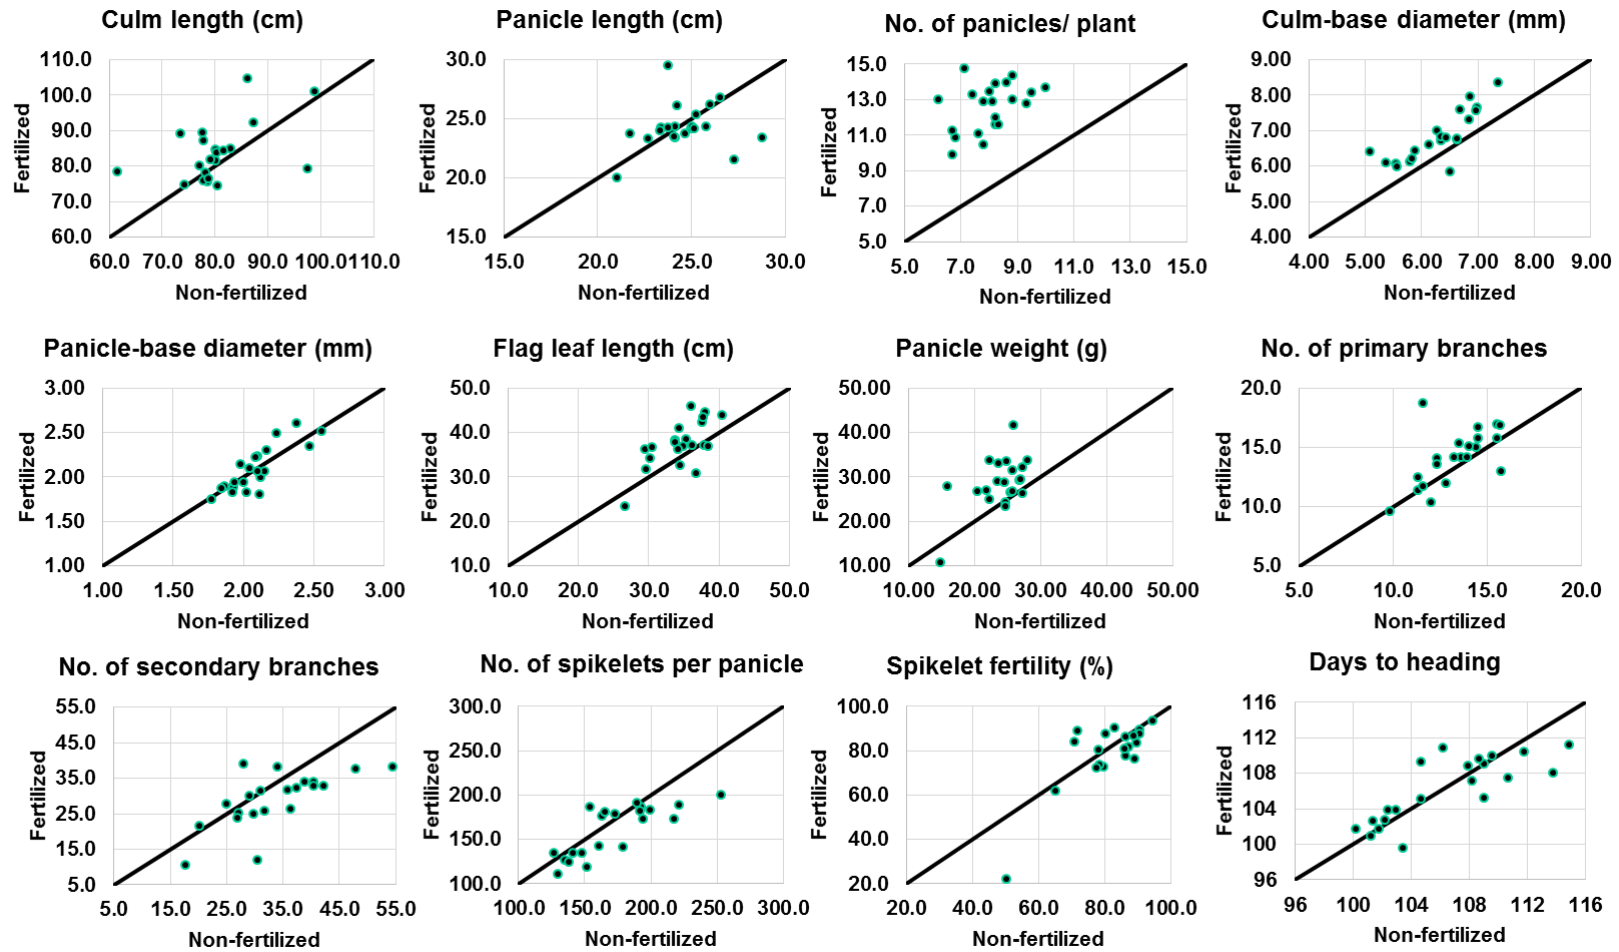 Culm length (cm)
Fertilized
110.0
100.0
90.0
80.0
70.0
60.0
60.0 70.0 80.0 90.0 100.0110.0
Non-fertilized
Panicle length (cm)
Fertilized
30.0
25.0
20.0
15.0
15.0 20.0 25.0 30.0
Non-fertilized
No. of panicles/ plant
Fertilized
15.0
13.0
11.0
9.0
7.0
5.0
5.0 7.0 9.0 11.0 13.0 15.0
Non-fertilized
Culm-base diameter (mm)
Fertilized
9.00
8.00
7.00
6.00
5.00
4.00
4.00 5.00 6.00 7.00 8.00 9.00
Non-fertilized
Panicle-base diameter (mm)
Fertilized
3.00
2.50
2.00
1.50
1.00
1.00 1.50 2.00 2.50 3.00
Non-fertilized
Flag leaf length (cm)
Fertilized
50.0
40.0
30.0
20.0
10.0
10.0 20.0 30.0 40.0 50.0
Non-fertilized
Panicle weight (g)
Fertilized
50.00
40.00
30.00
20.00
10.00
10.00 20.00 30.00 40.00 50.00
Non-fertilized
No. of primary branches
Fertilized
20.0
15.0
10.0
5.0
5.0 10.0 15.0 20.0
Non-fertilized
No. of secondary branches
Fertilized
55.0
45.0
35.0
25.0
15.0
5.0
5.0 15.0 25.0 35.0 45.0 55.0
Non-fertilized
No. of spikelets per panicle
Fertilized
300.0
250.0
200.0
150.0
100.0
100.0 150.0 200.0 250.0 300.0
Non-fertilized
Spikelet fertility (%)
Fertilized
100.0
80.0
60.0
40.0
20.0
20.0 40.0 60.0 80.0 100.0
Non-fertilized
Days to heading
Fertilized
116
112
108
104
100
96
96 100 104 108 112 116
Non-fertilized